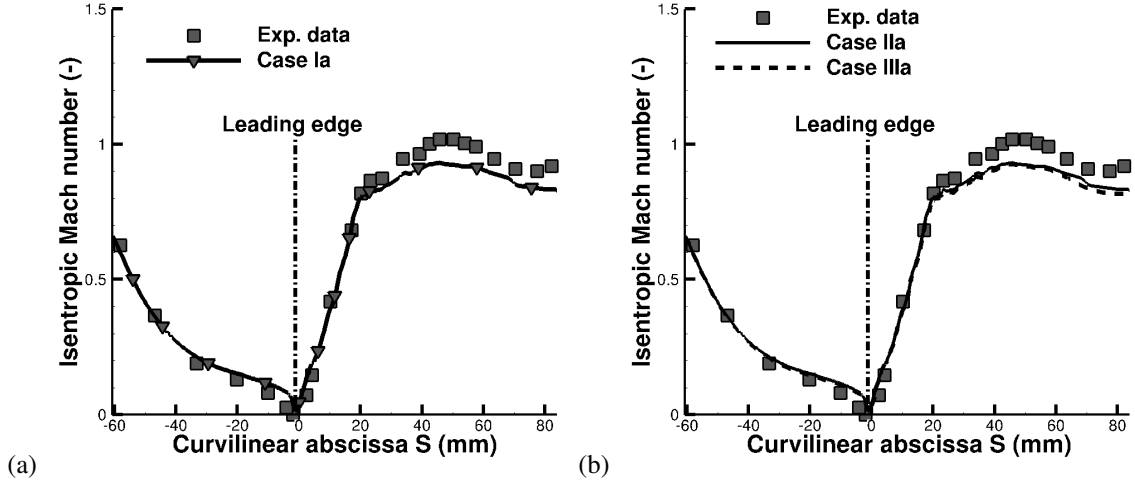 1.5
Exp. data
Case Ia
Leading edge
1
0.5
0
Isentropic Mach number (-)
-60 -40 -20 0 20 40 60 80
Curvilinear abscissa S (mm)
(a)
1.5
Exp. data
Case IIa
Case IIIa
Leading edge
1
0.5
0
Isentropic Mach number (-)
-60 -40 -20 0 20 40 60 80
Curvilinear abscissa S (mm)
(b)